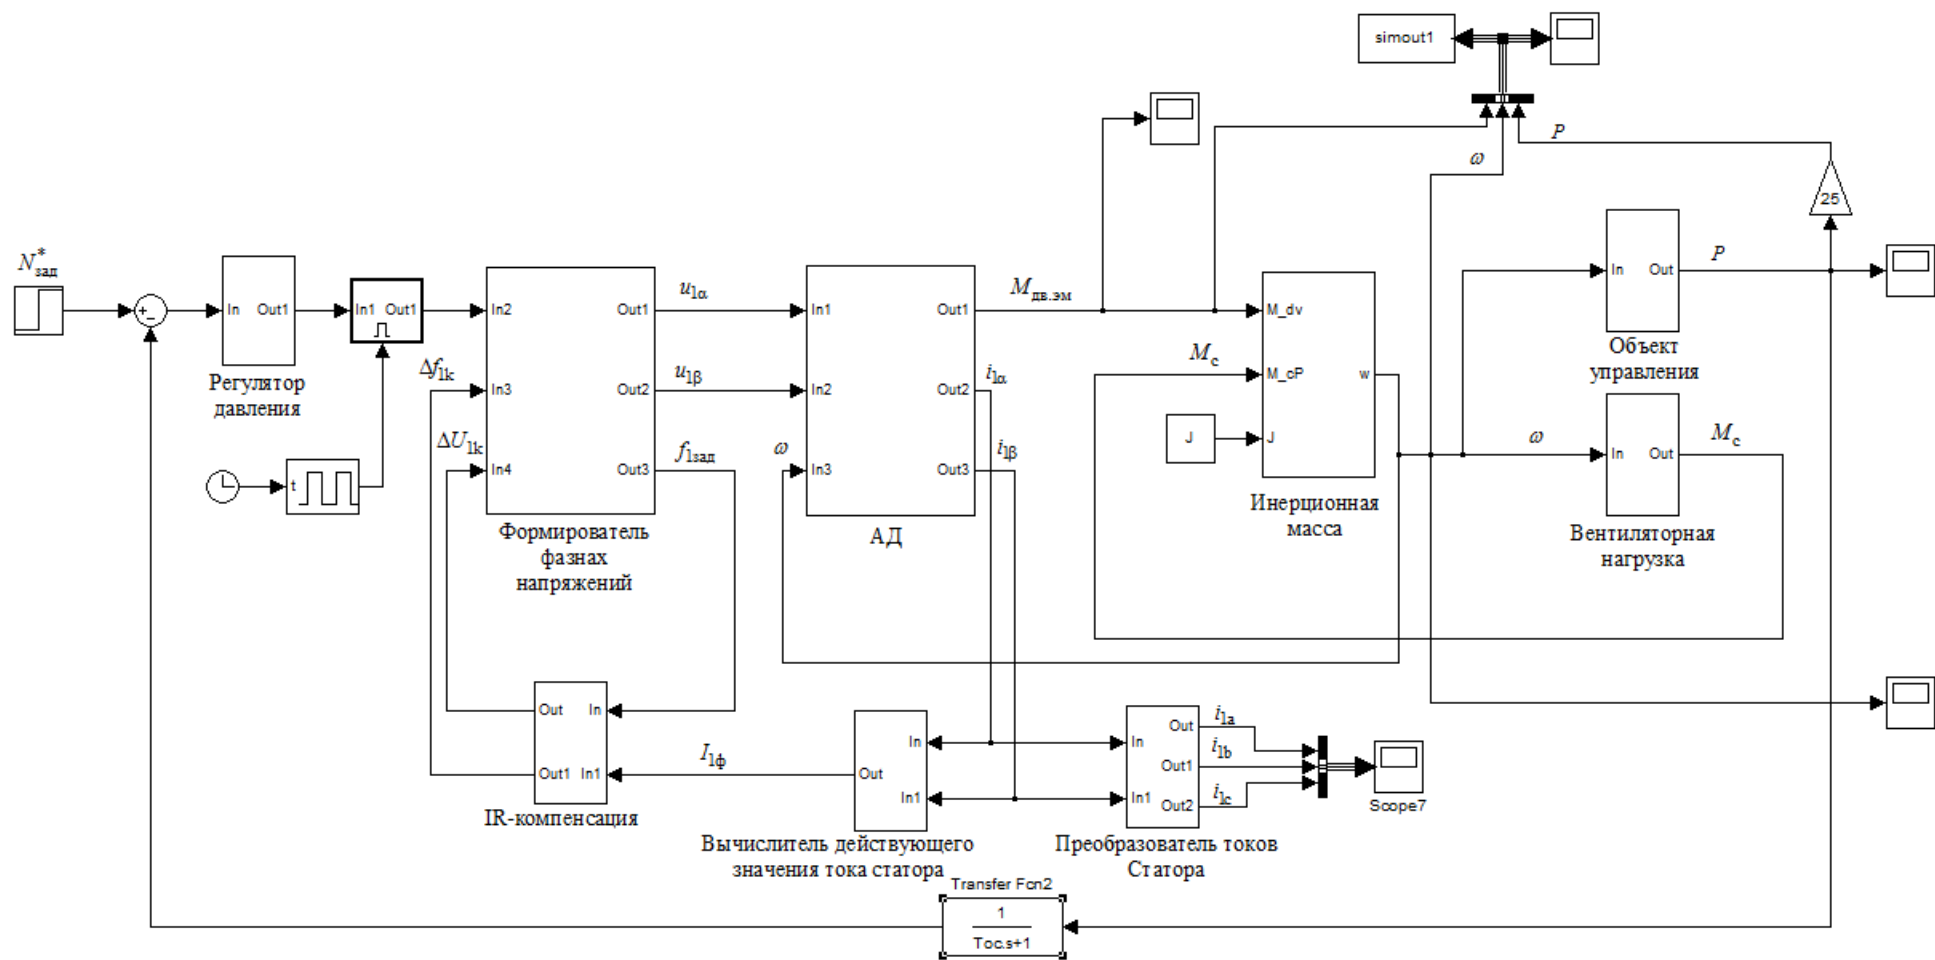 simout1
P
ω
25
N*зад
In Out1
Регулятор
давления
In1 Out1
Δf1k
ΔU1k
t
In2
In3
In4
Out1
Out2
Out3
Формирователь
фазнах
напряжений
u1α
u1β
f1зад
ω
In1
In2
In3
Out1
Out2
Out3
АД
Mдв.эм
i1α
i1β
Mс
J
M_dv
M_cP
J
w
Инерционная
масса
In Out
P
Объект
управления
ω
In Out
Mс
Вентиляторная
нагрузка
Out In
Out1 In1
IR-компенсация
I1ф
In
Out
In1
Вычислитель действующего
значения тока статора
In
In1
Out
Out1
Out2
Преобразователь токов
Статора
i1a
i1b
i1c
Scope7
Transfer Fcn2
1
Toc.s+1